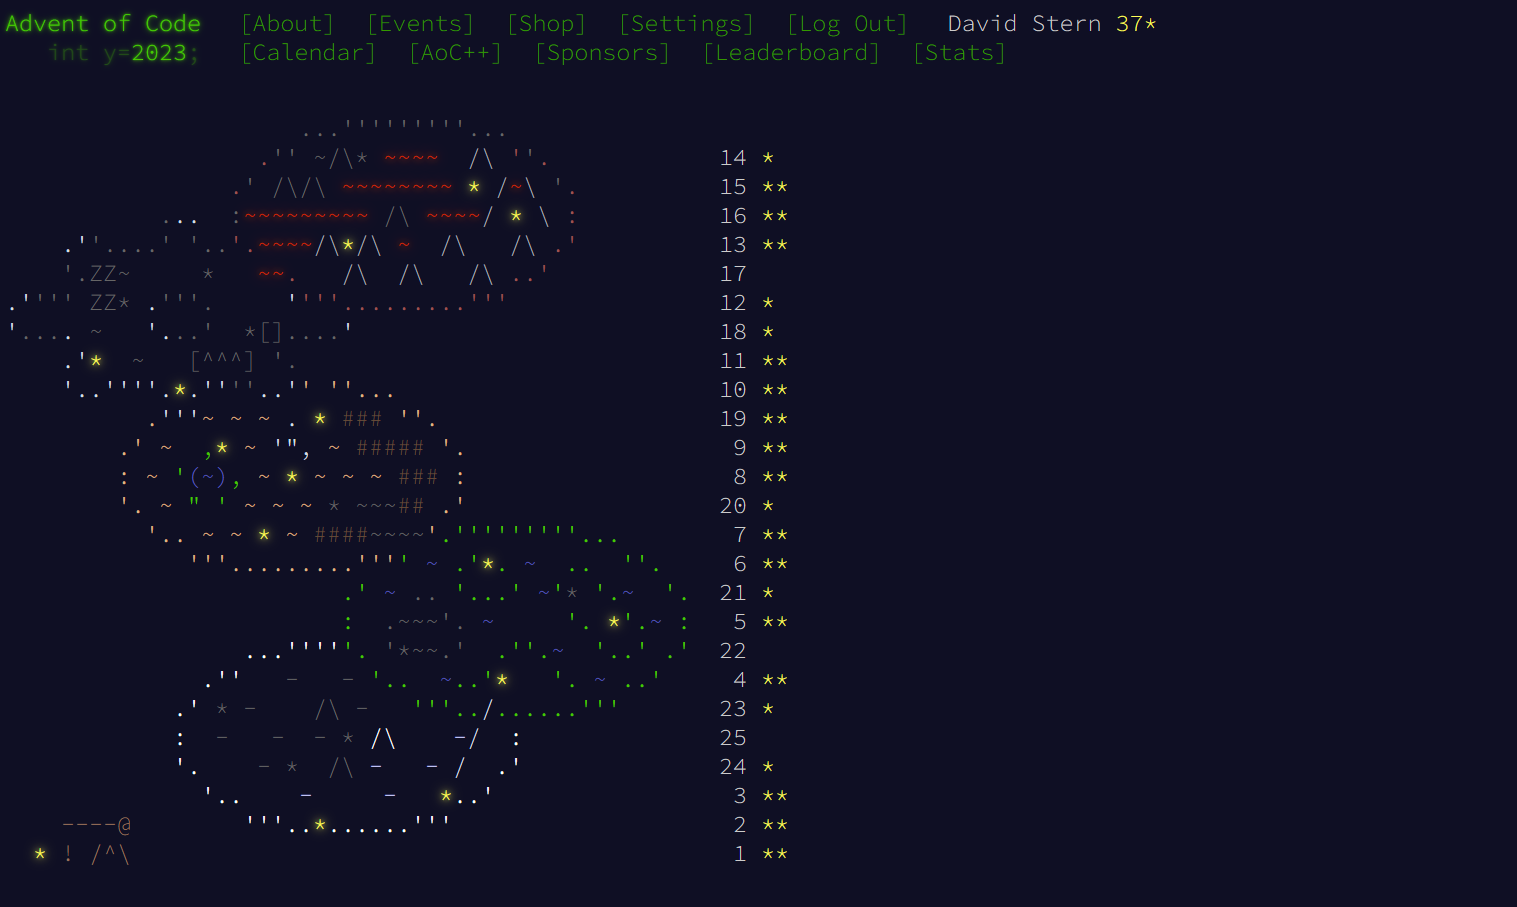 Advent of Code [About] [Events] [Shop] [Settings] [Log Out] David Stern 37*
int y=2023; [Calendar] [AoC++] [Sponsors] [Leaderboard] [Stats]
...'''''''''...
.'' ~/\* ~~~~ /\ ''. 14 *
.' /\/\ ~~~~~~~~ * /~\ '. 15 **
... :~~~~~~~~~ /\ ~~~~/ * \ : 16 **
.''....' '..'.~~~~/\*/\ ~ /\ /\ .' 13 **
'.ZZ~ * ~~. /\ /\ /\ ..' 17
.'''' ZZ* .'''. ''''.........''' 12 *
'.... ~ '...' *[]....' 18 *
.'* ~ [^^^] '. 11 **
'..''''.*.''''..'' ''... 10 **
.'''~ ~ ~ . * ### ''. 19 **
.' ~ ,* ~ '", ~ ##### '. 9 **
: ~ '(~), ~ * ~ ~ ~ ### : 8 **
'. ~ " ' ~ ~ ~ * ~~~## .' 20 *
'.. ~ ~ * ~ ####~~~~'.'''''''''... 7 **
'''.........'''' ~ .'*. ~ .. ''. 6 **
.' ~ .. '...' ~'* '.~ '. 21 *
: .~~~'. ~ '. *'.~ : 5 **
...'''''. '*~~.' .''.~ '..' .' 22
.'' - - '.. ~..'* '. ~ ..' 4 **
.' * - /\ - '''../......''' 23 *
: - - - * /\ -/ : 25
'. - * /\ - - / .' 24 *
'.. - - *..' 3 **
----@ '''..*......''' 2 **
* ! /^\ 1 **